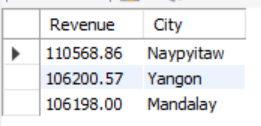 Revenue City
110568.86 Naypyitaw
106200.57 Yangon
106198.00 Mandalay